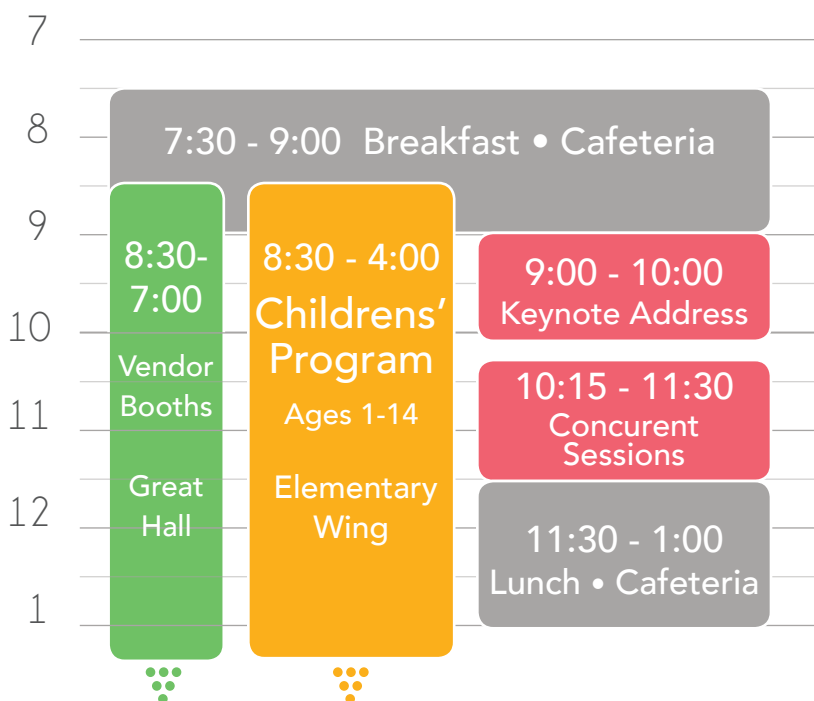 7
8
9
10
11
12
1
7:30 - 9:00 Breakfast • Cafeteria
8:30-
7:00
Vendor
Booths
Great
Hall
8:30 - 4:00
Childrens’
Program
Ages 1-14
Elementary
Wing
9:00 - 10:00
Keynote Address
10:15 - 11:30
Concurent
Sessions
11:30 - 1:00
Lunch • Cafeteria